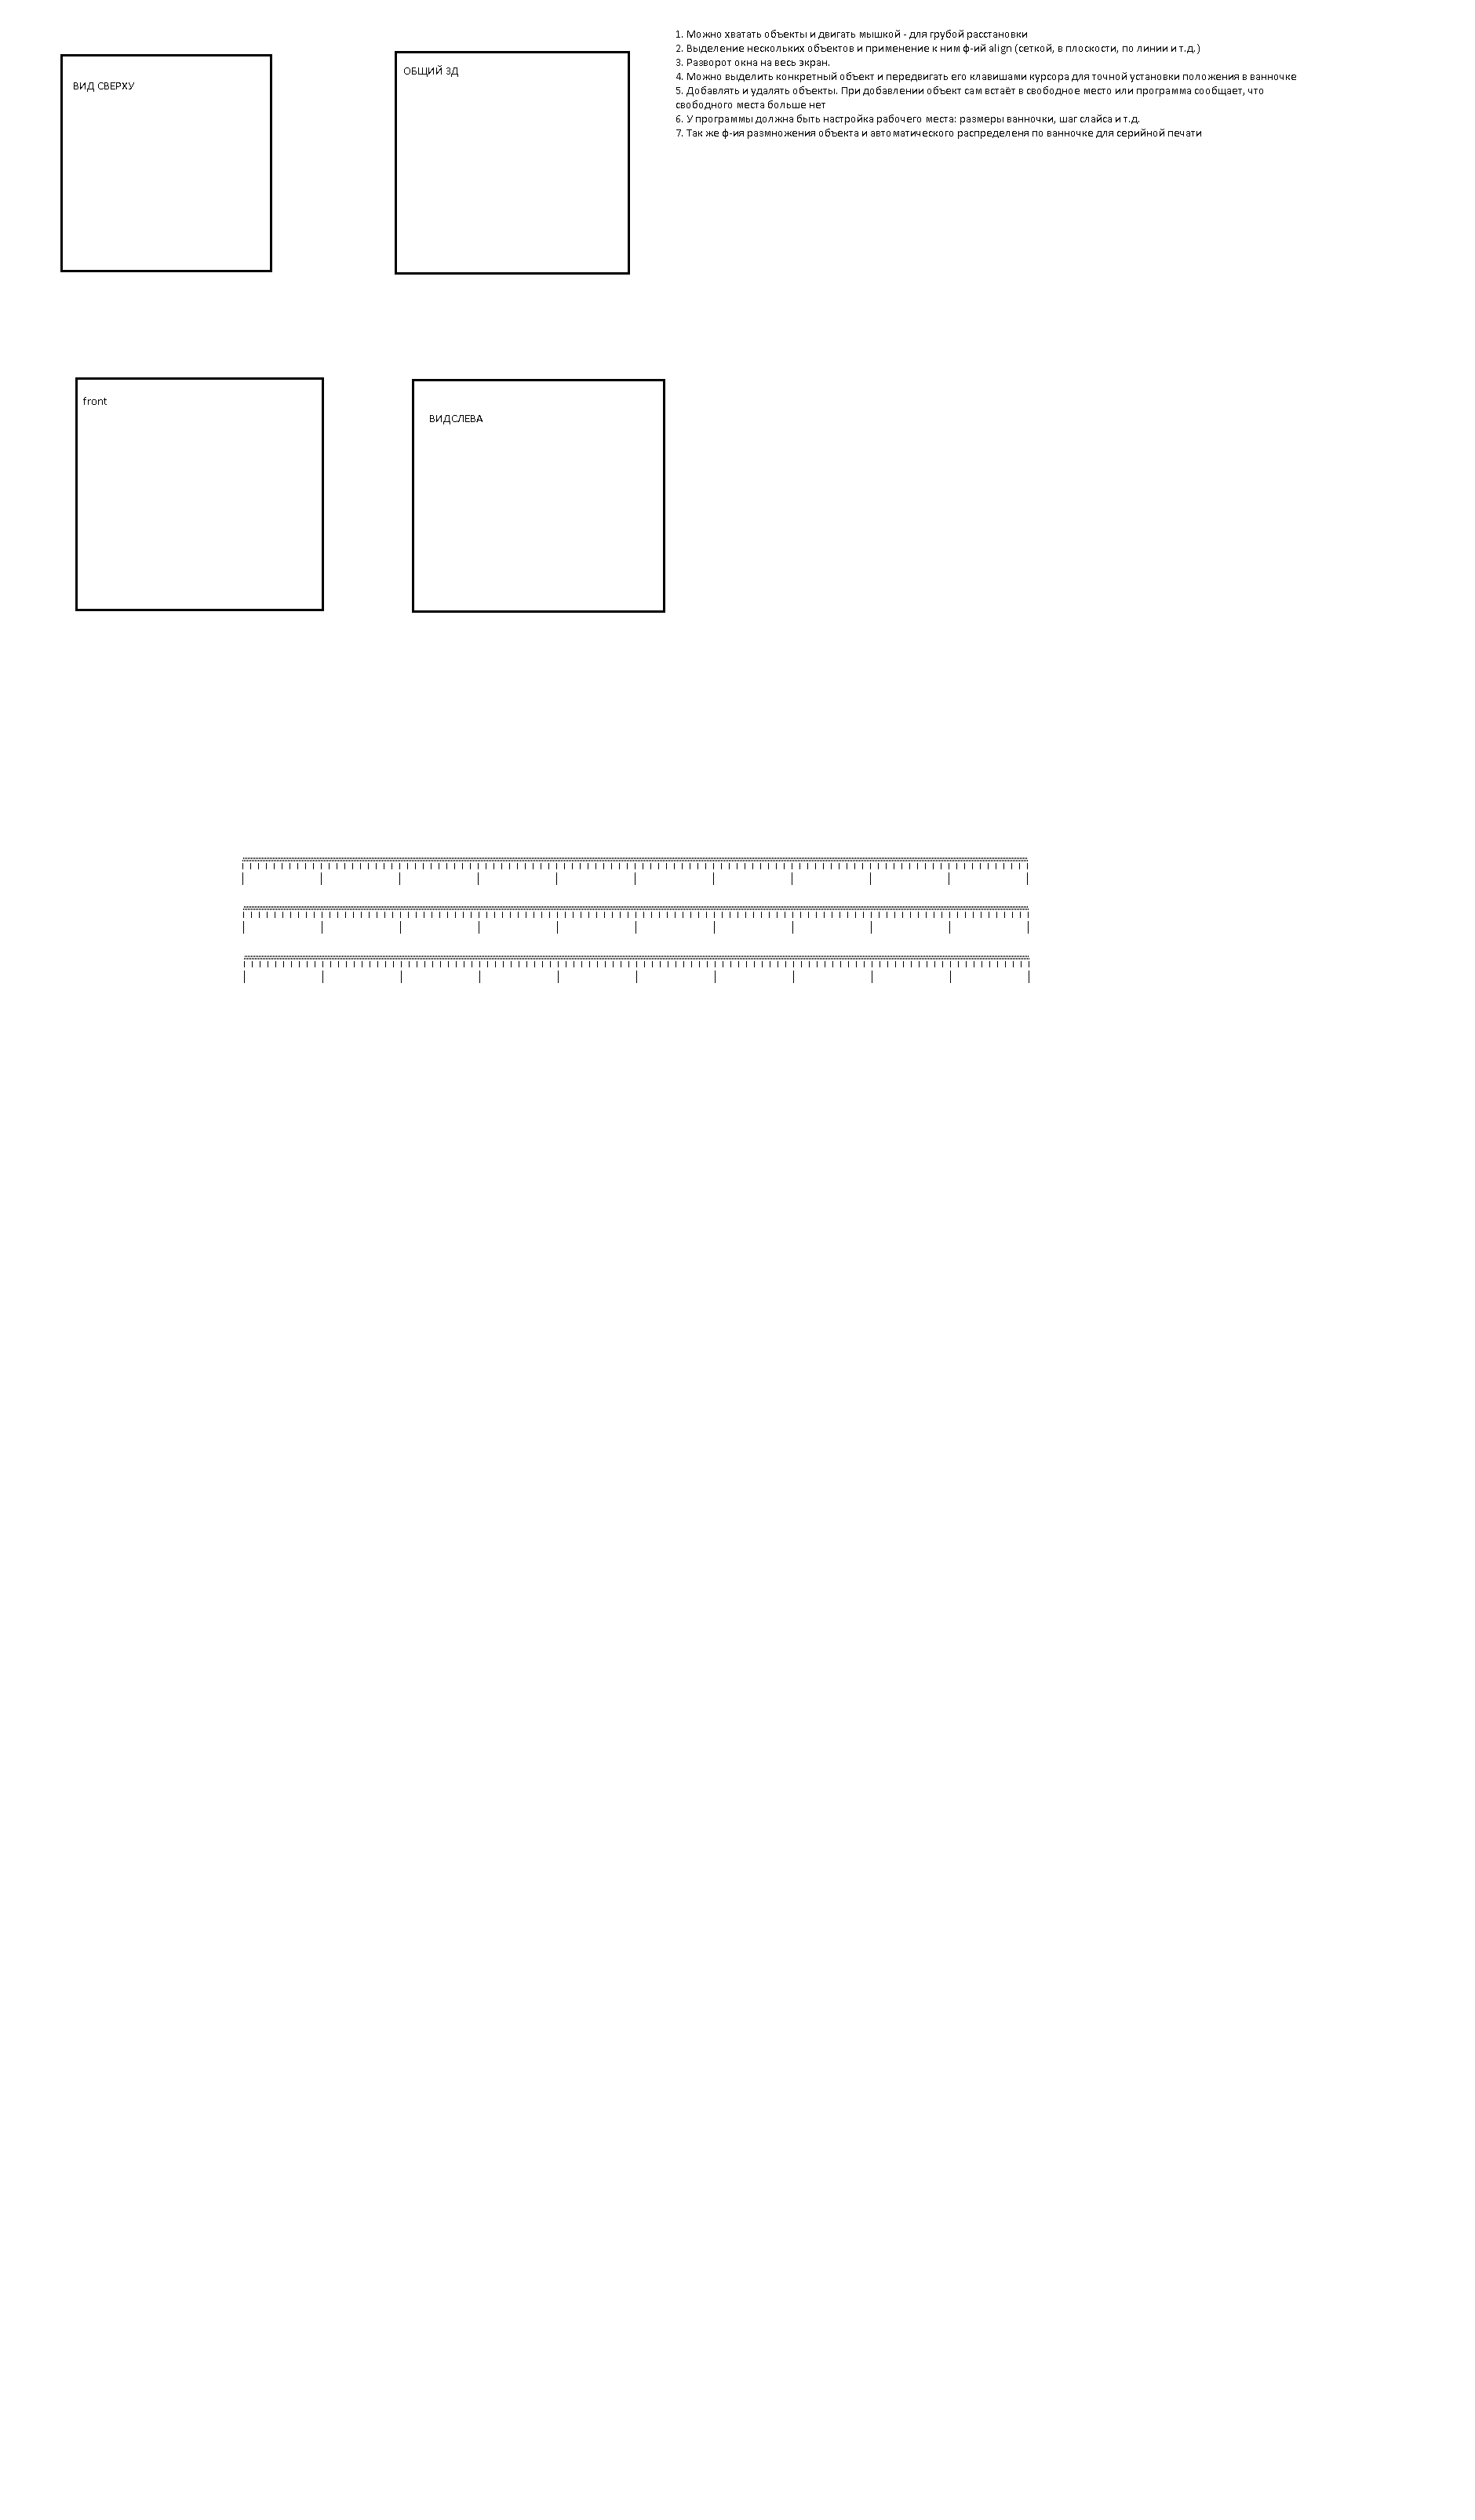 1. Можно хватать объекты и двигать мышкой - для грубой расстановки
2. Выделение нескольких объектов и применение к ним ф-ий align (сеткой, в плоскости, по линии и т.д.)
3. Разворот окна на весь экран.
4. Можно выделить конкретный объект и передвигать его клавишами курсора для точной установки положения в ванночке
5. Добавлять и удалять объекты. При добавлении объект сам встаёт в свободное место или программа сообщает, что
свободного места больше нет
6. У программы должна быть настройка рабочего места: размеры ванночки, шаг слайса и т.д.
7. Так же ф-ия размножения объекта и автоматического распределеня по ванночке для серийной печати
ВИД СВЕРХУ
ОБЩИЙ 3Д
front
ВИДСЛЕВА